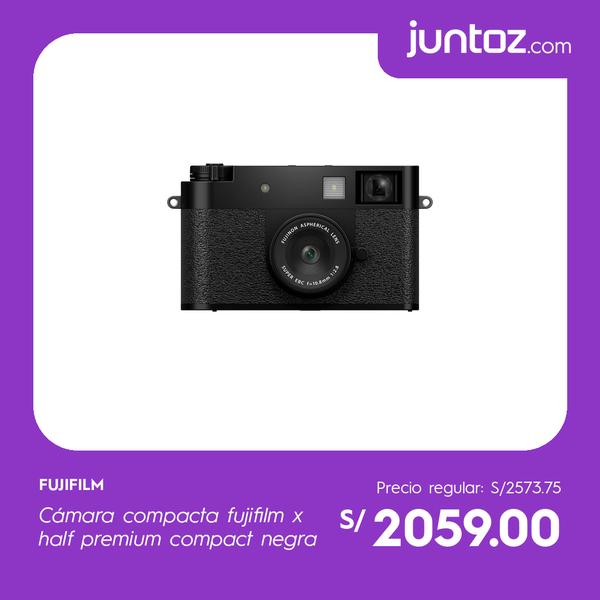 juntoz.com
FUJINON ASPHERICAL LENS
SUPER EBC f=10.8mm 1:2.8
FUJIFILM
Cámara compacta fujifilm x
half premium compact negra
Precio regular: S/2573.75
S/ 2059.00